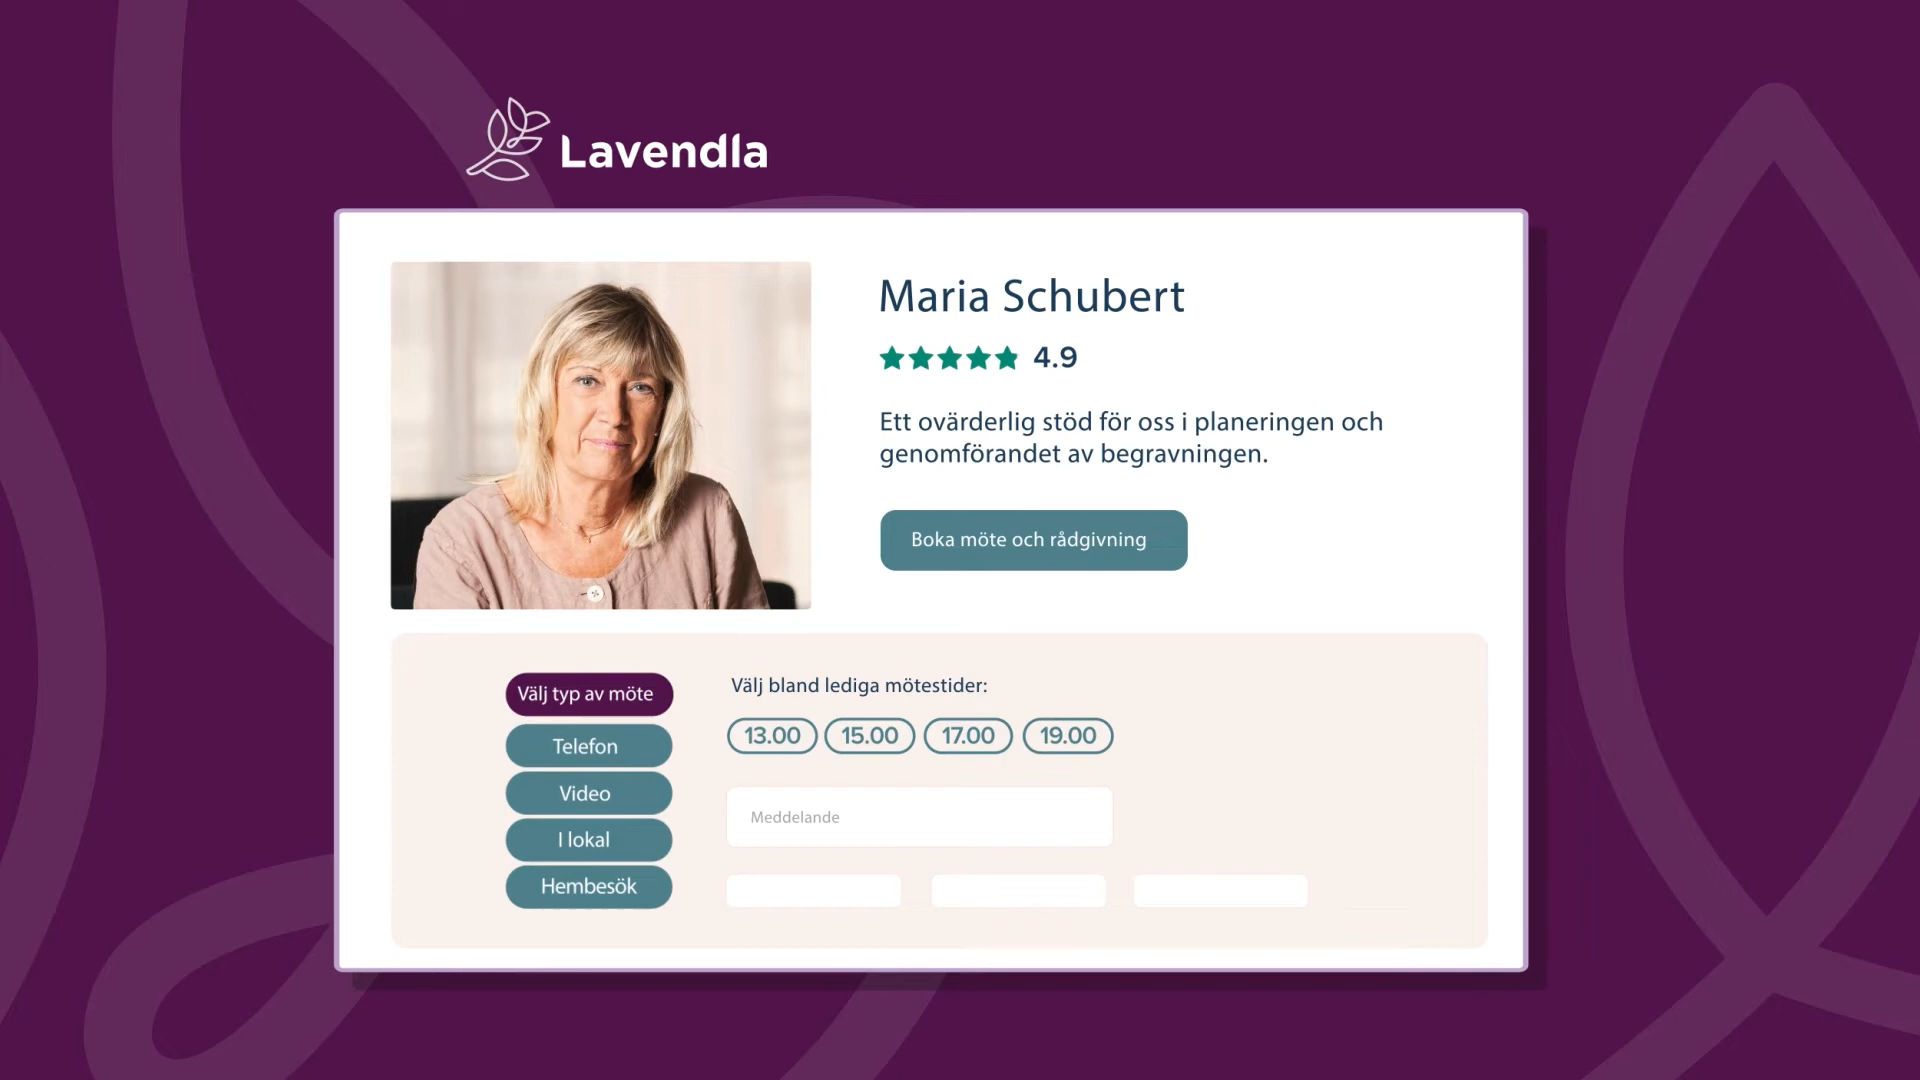 Lavendla
Maria Schubert
4.9
Ett ovärderlig stöd för oss i planeringen och
genomförandet av begravningen.
Boka möte och rådgivning
Välj typ av möte
Telefon
Video
I lokal
Hembesök
Välj bland lediga mötestider:
13.00 15.00 17.00 19.00
Meddelande